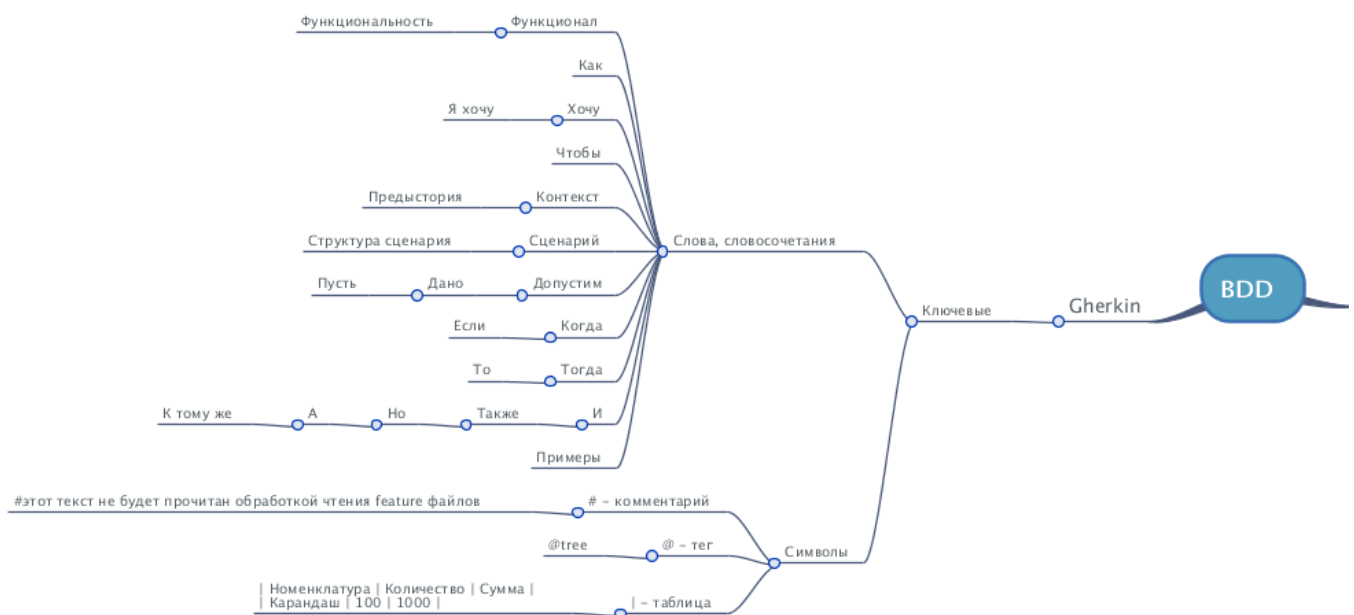 Функциональность
Функционал
Как
Я хочу
Хочу
Чтобы
Предыстория
Контекст
Структура сценария
Сценарий
Слова, словосочетания
Пусть
Дано
Допустим
BDD
Ключевые
Gherkin
Если
Когда
То
Тогда
К тому же
А
Но
Также
И
Примеры
#этот текст не будет прочитан обработкой чтения feature файлов
# – комментарий
@tree
@ – тег
Символы
| Номенклатура | Количество | Сумма |
| Карандаш | 100 | 1000 |
| – таблица